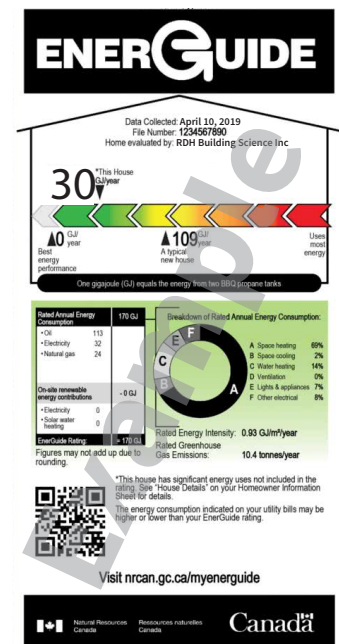 ENERGUIDE
Data Collected: April 10, 2019
File Number: 1234567890
Home evaluated by: RDH Building Science Inc
30
*This House
GJ/year
0 GJ/
year
Best
energy
performance
109 GJ/
year
A typical
new house
Uses
most
energy
One gigajoule (GJ) equals the energy from two BBQ propane tanks
Rated Annual Energy
Consumption
170 GJ
• Oil 113
• Electricity 32
• Natural gas 24
On-site renewable
energy contributions
- 0 GJ
• Electricity 0
• Solar water
heating 0
EnerGuide Rating: = 170 GJ
Figures may not add up due to
rounding.
Breakdown of Rated Annual Energy Consumption:
A
B
C
E
F
A Space heating 69%
B Space cooling 2%
C Water heating 14%
D Ventilation 0%
E Lights & appliances 7%
F Other electrical 8%
Rated Energy Intensity: 0.93 GJ/m²/year
Rated Greenhouse
Gas Emissions: 10.4 tonnes/year
*This house has significant energy uses not included in the
rating. See "House Details" on your Homeowner Information
Sheet for details.
The energy consumption indicated on your utility bills may be
higher or lower than your EnerGuide rating.
Example
Visit nrcan.gc.ca/myenerguide
Natural Resources
Canada
Ressources naturelles
Canada
Canada